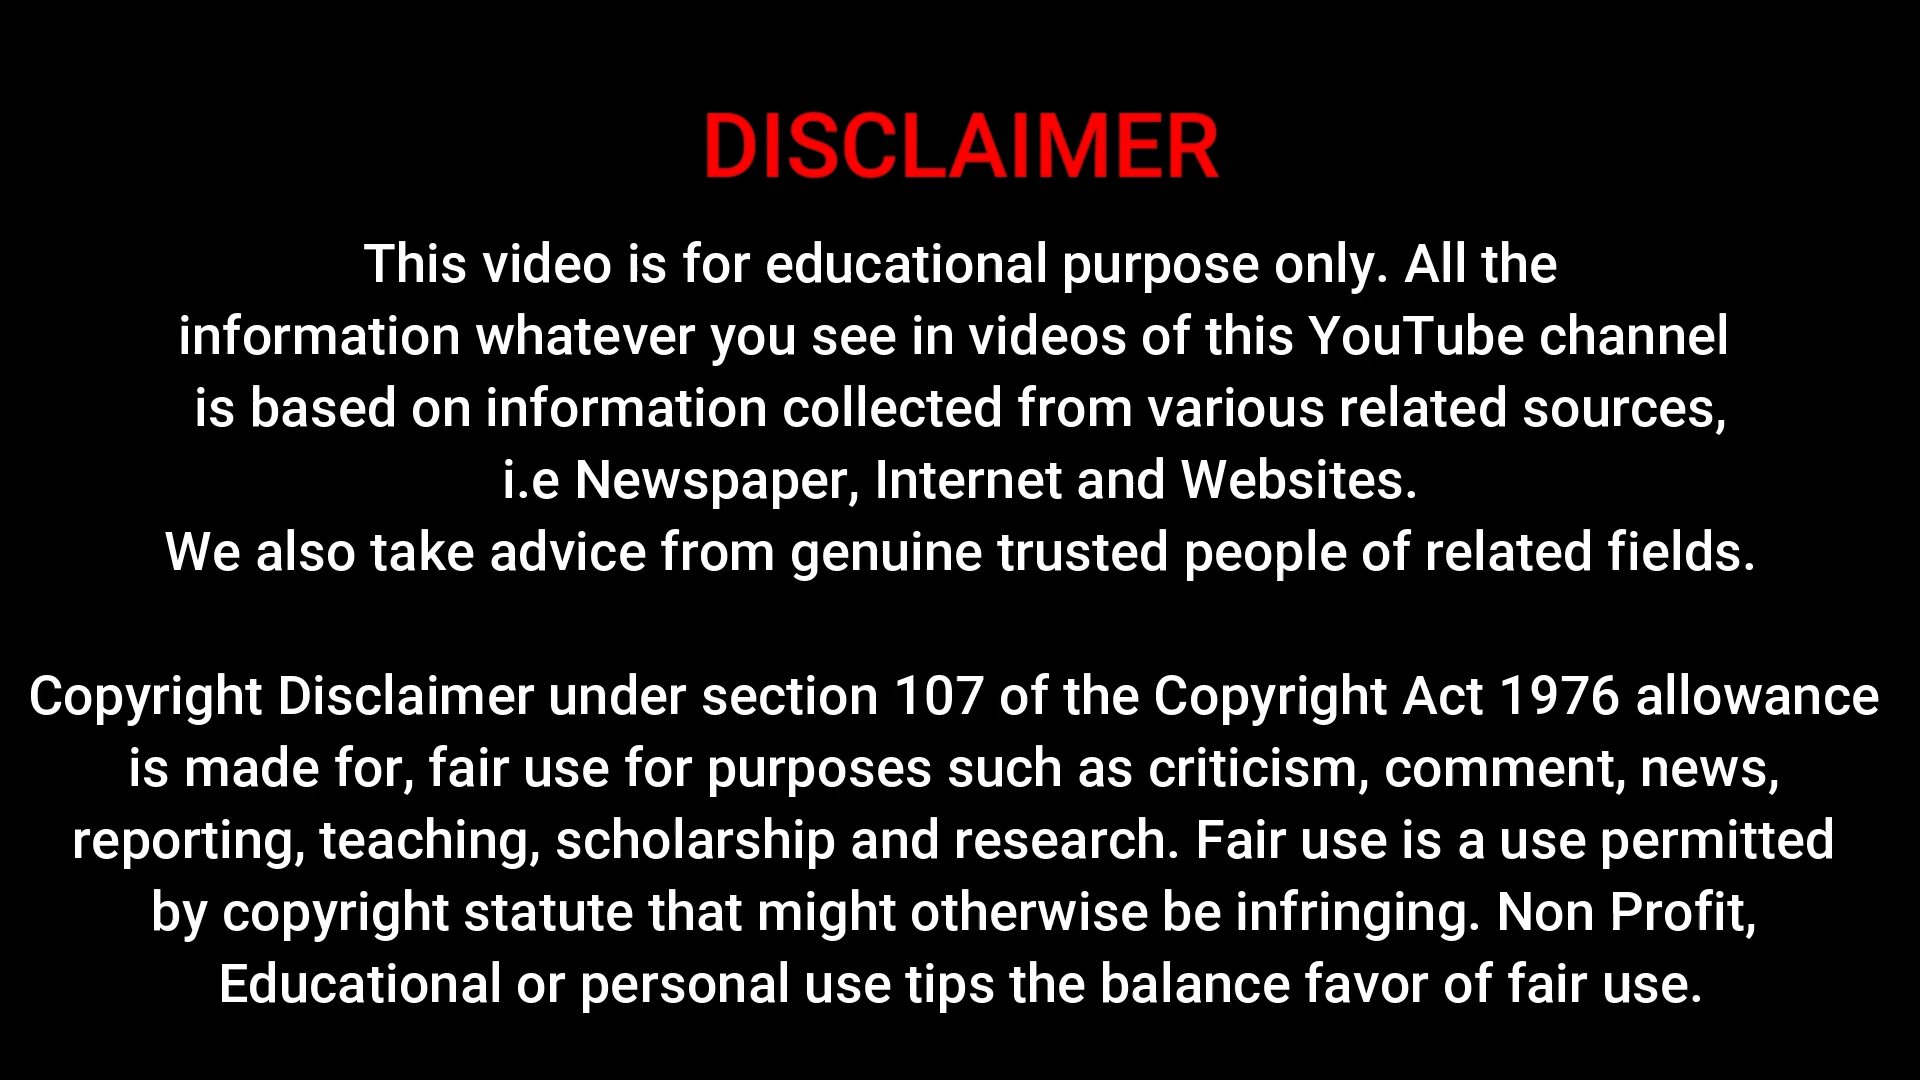 DISCLAIMER
This video is for educational purpose only. All the
information whatever you see in videos of this YouTube channel
is based on information collected from various related sources,
i.e Newspaper, Internet and Websites.
We also take advice from genuine trusted people of related fields.
Copyright Disclaimer under section 107 of the Copyright Act 1976 allowance
is made for, fair use for purposes such as criticism, comment, news,
reporting, teaching, scholarship and research. Fair use is a use permitted
by copyright statute that might otherwise be infringing. Non Profit,
Educational or personal use tips the balance favor of fair use.